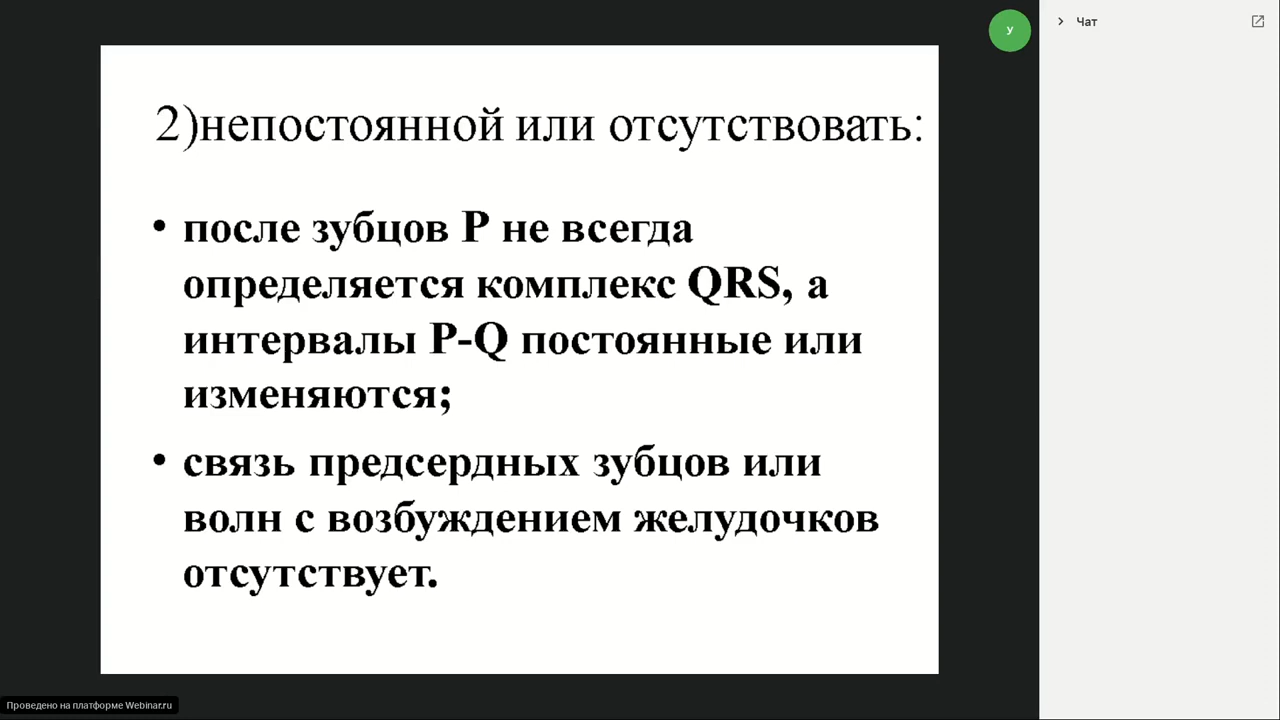 У
Чат
2)непостоянной или отсутствовать:
• после зубцов P не всегда
определяется комплекс QRS, а
интервалы P-Q постоянные или
изменяются;
• связь предсердных зубцов или
волн с возбуждением желудочков
отсутствует.
Проведено на платформе Webinar.ru